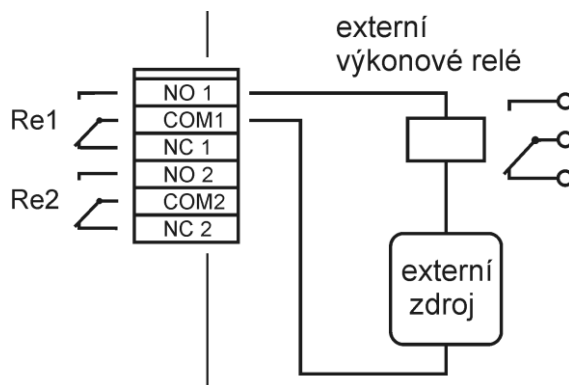 externí
výkonové relé
Re1
NO 1
COM1
NC 1
Re2
NO 2
COM2
NC 2
externí
zdroj